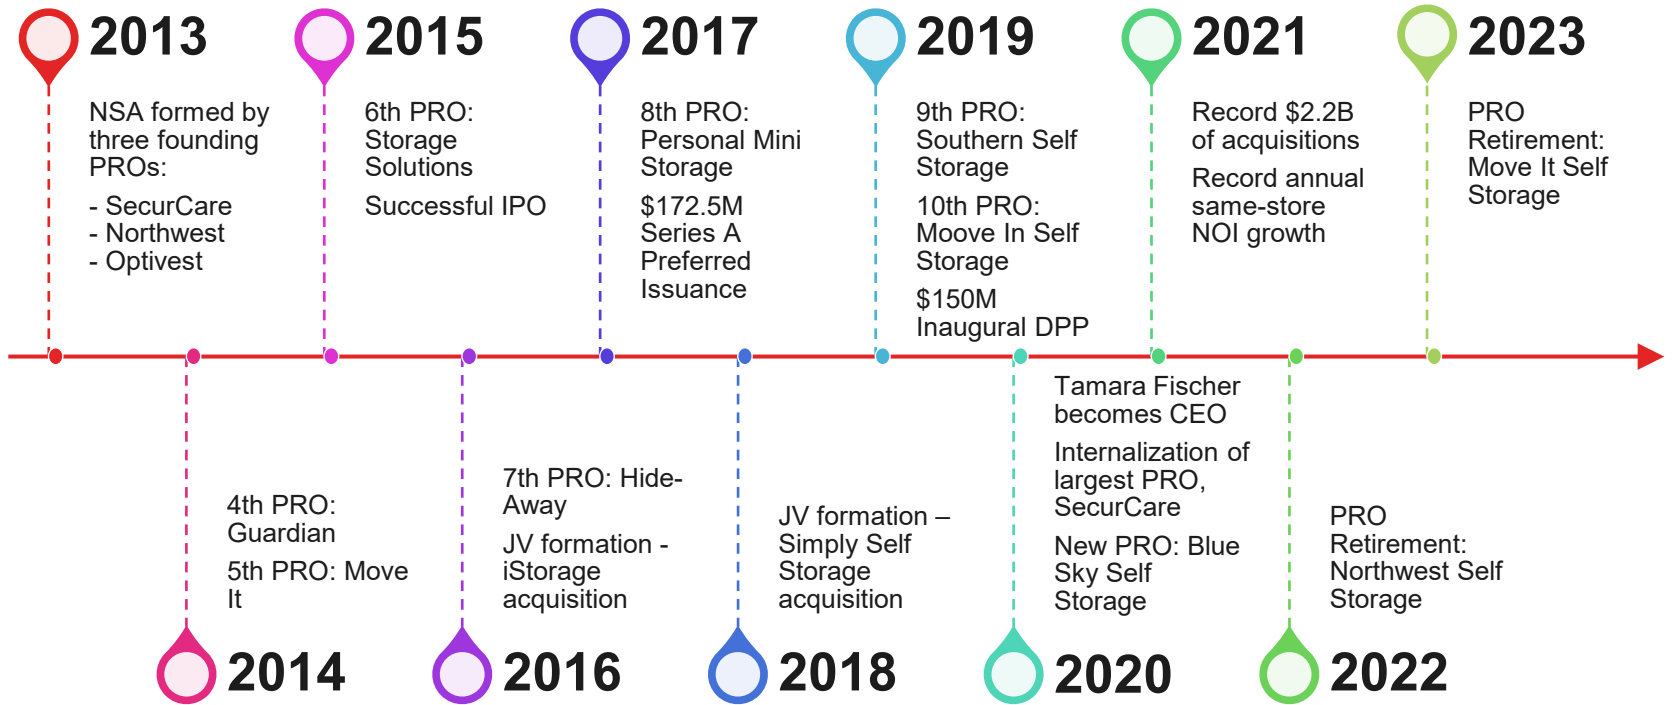 2013
NSA formed by
three founding
PROs:
- SecurCare
- Northwest
- Optivest
2015
6th PRO:
Storage
Solutions
Successful IPO
2017
8th PRO:
Personal Mini
Storage
$172.5M
Series A
Preferred
Issuance
2019
9th PRO:
Southern Self
Storage
10th PRO:
Moove In Self
Storage
$150M
Inaugural DPP
2021
Record $2.2B
of acquisitions
Record annual
same-store
NOI growth
2023
PRO
Retirement:
Move It Self
Storage
4th PRO:
Guardian
5th PRO: Move
It
2014
7th PRO: Hide-
Away
JV formation -
iStorage
acquisition
2016
JV formation –
Simply Self
Storage
acquisition
2018
Tamara Fischer
becomes CEO
Internalization of
largest PRO,
SecurCare
New PRO: Blue
Sky Self
Storage
2020
PRO
Retirement:
Northwest Self
Storage
2022